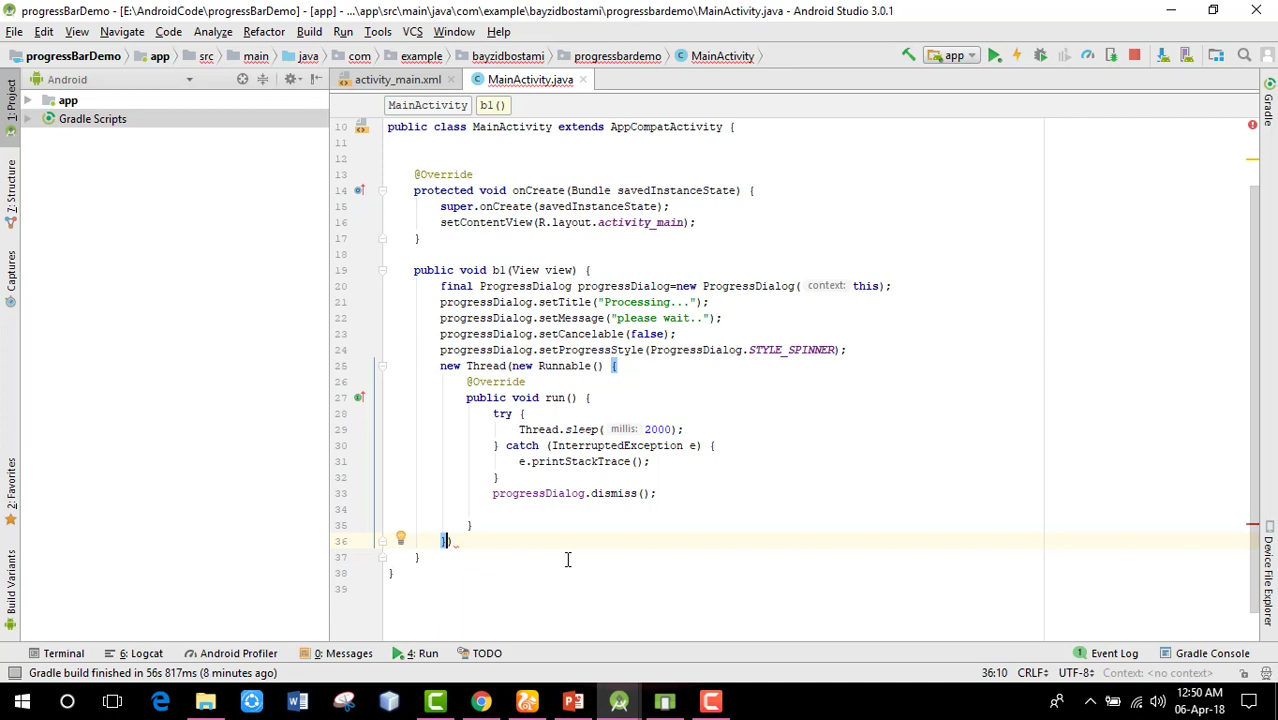 progressBarDemo - [E:\AndroidCode\progressBarDemo] - [app] - ...\app\src\main\java\com\example\bayzidbostami\progressbardemo\MainActivity.java - Android Studio 3.0.1
File Edit View Navigate Code Analyze Refactor Build Run Tools VCS Window Help
progressBarDemo app src main java com example bayzidbostami progressbardemo MainActivity app
Android activity_main.xml MainActivity.java
MainActivity b1()
app
Gradle Scripts
1: Project
7: Structure
Captures
2: Favorites
Build Variants
10 public class MainActivity extends AppCompatActivity {
11
12
13 @Override
14 protected void onCreate(Bundle savedInstanceState) {
15 super.onCreate(savedInstanceState);
16 setContentView(R.layout.activity_main);
17 }
18
19 public void b1(View view) {
20 final ProgressDialog progressDialog=new ProgressDialog( context: this);
21 progressDialog.setTitle("Processing...");
22 progressDialog.setMessage("please wait..");
23 progressDialog.setCancelable(false);
24 progressDialog.setProgressStyle(ProgressDialog.STYLE_SPINNER);
25 new Thread(new Runnable() {
26 @Override
27 public void run() {
28 try {
29 Thread.sleep( millis: 2000);
30 } catch (InterruptedException e) {
31 e.printStackTrace();
32 }
33 progressDialog.dismiss();
34
35 }
36 })
37 }
38 }
39
Gradle
Device File Explorer
Terminal 6: Logcat Android Profiler 0: Messages 4: Run TODO Event Log Gradle Console
Gradle build finished in 56s 817ms (8 minutes ago) 36:10 CRLF÷ UTF-8÷ Context: <no context>
12:50 AM
06-Apr-18